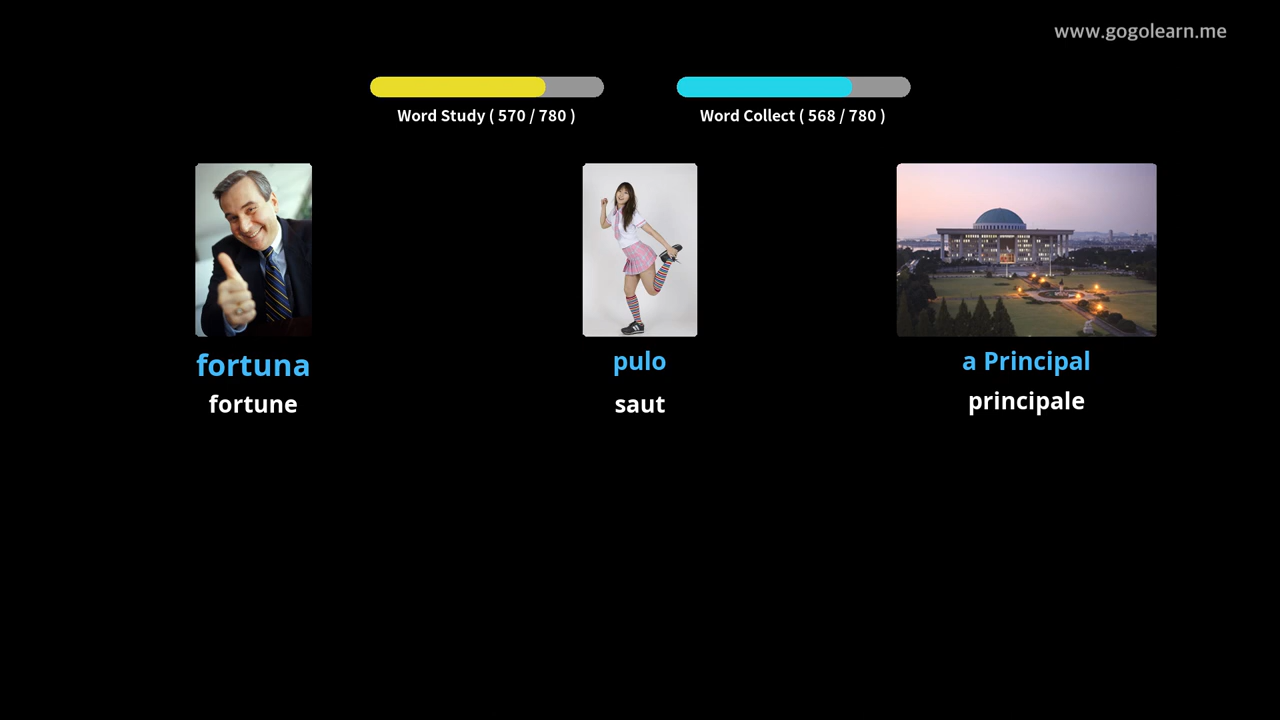 www.gogolearn.me
Word Study ( 570 / 780 )
Word Collect ( 568 / 780 )
fortuna
fortune
pulo
saut
a Principal
principale